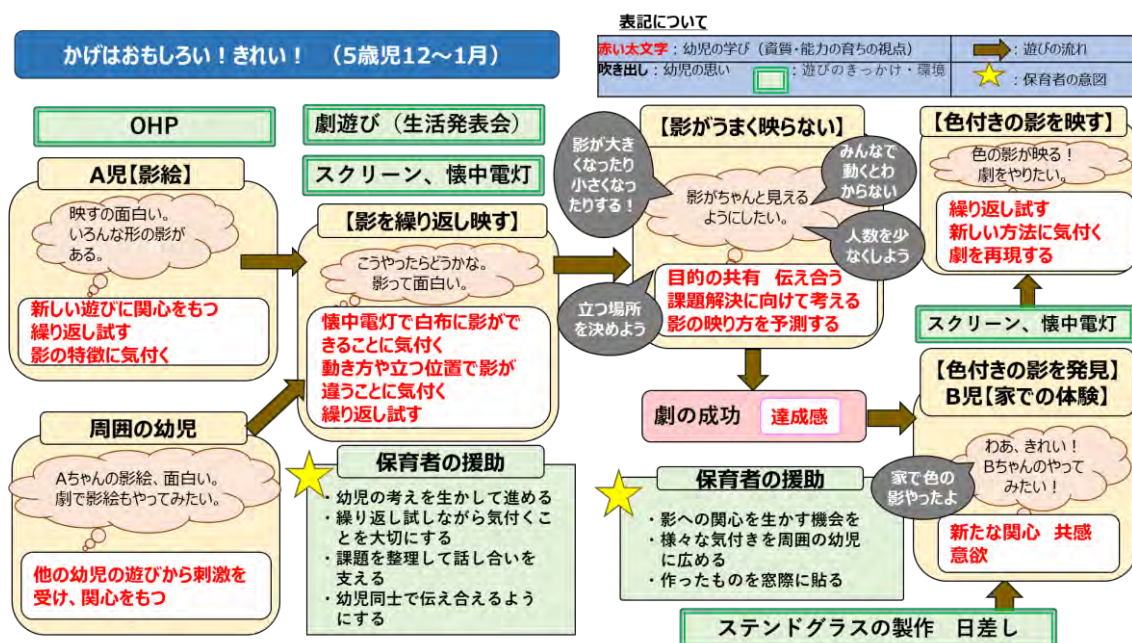 かげはおもしろい！きれい！　（5歳児12～1月）
表記について
赤い太文字：幼児の学び（資質・能力の育ちの視点）
：遊びの流れ
吹き出し：幼児の思い
：遊びのきっかけ・環境
：保育者の意図
OHP
A児【影絵】
映すの面白い。
いろんな形の影が
ある。
新しい遊びに関心をもつ
繰り返し試す
影の特徴に気付く
周囲の幼児
Aちゃんの影絵、面白い。
劇で影絵もやってみたい。
他の幼児の遊びから刺激を
受け、関心をもつ
劇遊び（生活発表会）
スクリーン、懐中電灯
【影を繰り返し映す】
こうやったらどうかな。
影って面白い。
懐中電灯で白布に影がで
きることに気付く
動き方や立つ位置で影が
違うことに気付く
繰り返し試す
保育者の援助
・幼児の考えを生かして進める
・繰り返し試しながら気付くこ
とを大切にする
・課題を整理して話し合いを
支える
・幼児同士で伝え合えるよう
にする
【影がうまく映らない】
影が大き
くなったり
小さくなっ
たりする！
みんなで
動くとわ
からない
影がちゃんと見える
ようにしたい。
人数を少
なくしよう
立つ場所
を決めよう
目的の共有　伝え合う
課題解決に向けて考える
影の映り方を予測する
劇の成功
達成感
保育者の援助
・影への関心を生かす機会を
・様々な気付きを周囲の幼児
に広める
・作ったものを窓際に貼る
【色付きの影を映す】
色の影が映る！
劇をやりたい。
繰り返し試す
新しい方法に気付く
劇を再現する
スクリーン、懐中電灯
【色付きの影を発見】
B児【家での体験】
わあ、きれい！
Bちゃんのやって
みたい！
家で色の
影やったよ
新たな関心　共感
意欲
ステンドグラスの製作　日差し